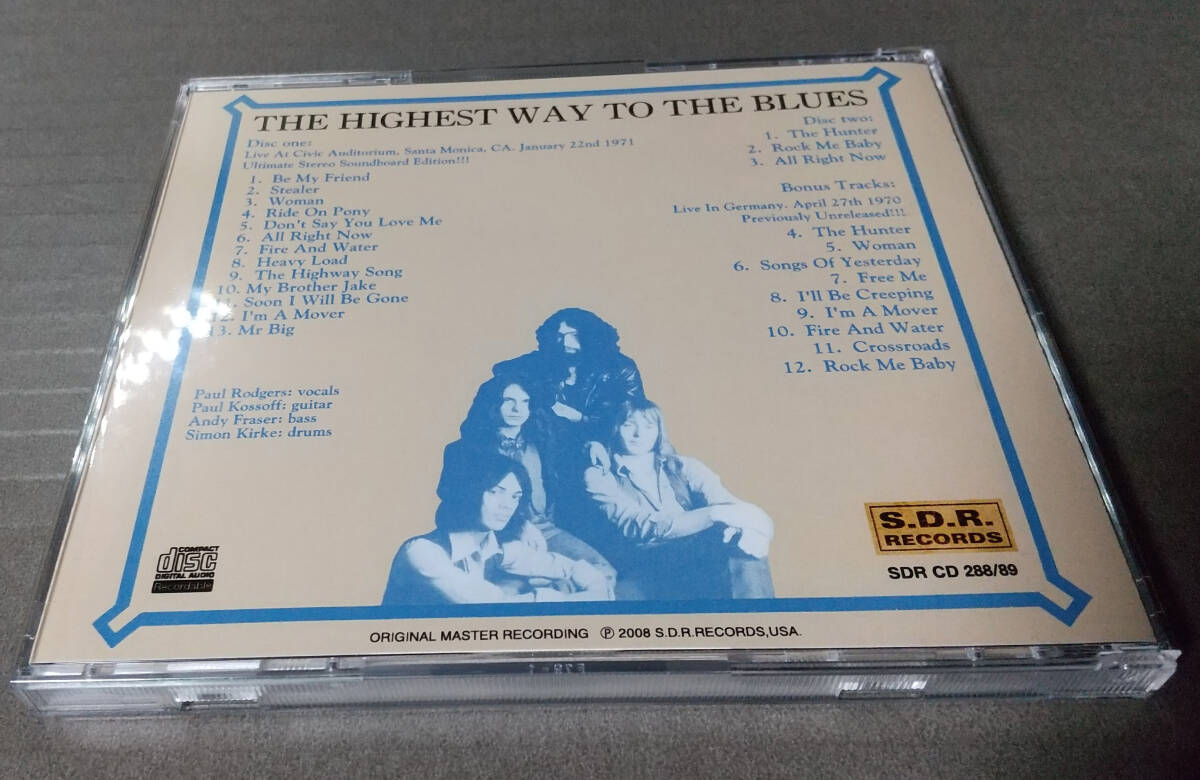 THE HIGHEST WAY TO THE BLUES
Disc one:
Live At Civic Auditorium, Santa Monica, CA. January 22nd 1971
Ultimate Stereo Soundboard Edition!!!
1. Be My Friend
2. Stealer
3. Woman
4. Ride On Pony
5. Don't Say You Love Me
6. All Right Now
7. Fire And Water
8. Heavy Load
9. The Highway Song
10. My Brother Jake
11. Soon I Will Be Gone
12. I'm A Mover
13. Mr Big
Paul Rodgers: vocals
Paul Kossoff: guitar
Andy Fraser: bass
Simon Kirke: drums
Disc two:
1. The Hunter
2. Rock Me Baby
3. All Right Now
Bonus Tracks:
Live In Germany. April 27th 1970
Previously Unreleased!!!
4. The Hunter
5. Woman
6. Songs Of Yesterday
7. Free Me
8. I'll Be Creeping
9. I'm A Mover
10. Fire And Water
11. Crossroads
12. Rock Me Baby
COMPACT
disc
DIGITAL AUDIO
Recordable
S.D.R.
RECORDS
SDR CD 288/89
ORIGINAL MASTER RECORDING ℗ 2008 S.D.R.RECORDS,USA.